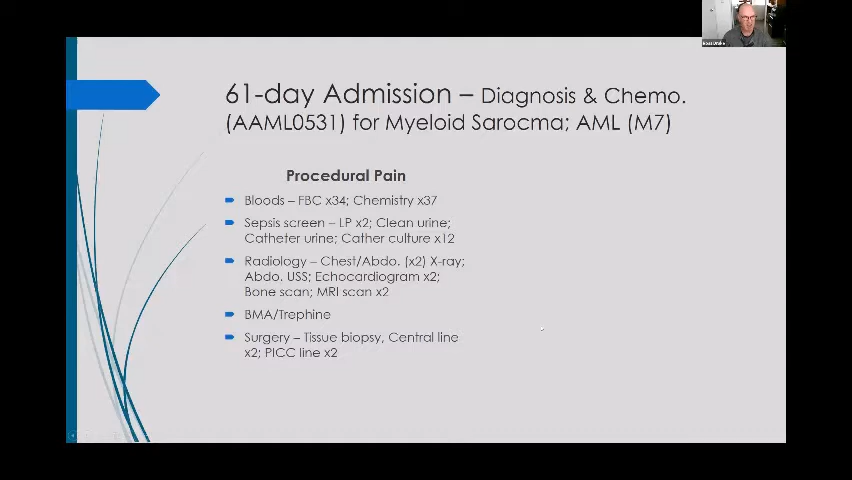 Ross Drake
61-day Admission – Diagnosis & Chemo.
(AAML0531) for Myeloid Sarocma; AML (M7)
Procedural Pain
Bloods – FBC x34; Chemistry x37
Sepsis screen – LP x2; Clean urine;
Catheter urine; Cather culture x12
Radiology – Chest/Abdo. (x2) X-ray;
Abdo. USS; Echocardiogram x2;
Bone scan; MRI scan x2
BMA/Trephine
Surgery – Tissue biopsy, Central line
x2; PICC line x2